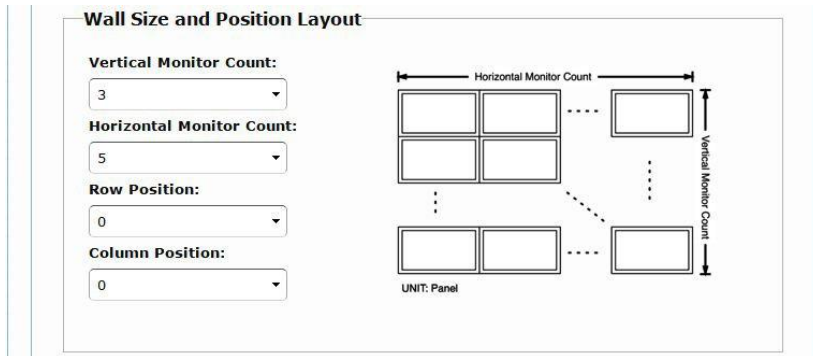 Wall Size and Position Layout
Vertical Monitor Count:
3
Horizontal Monitor Count:
5
Row Position:
0
Column Position:
0
Horizontal Monitor Count
Vertical Monitor Count
UNIT: Panel